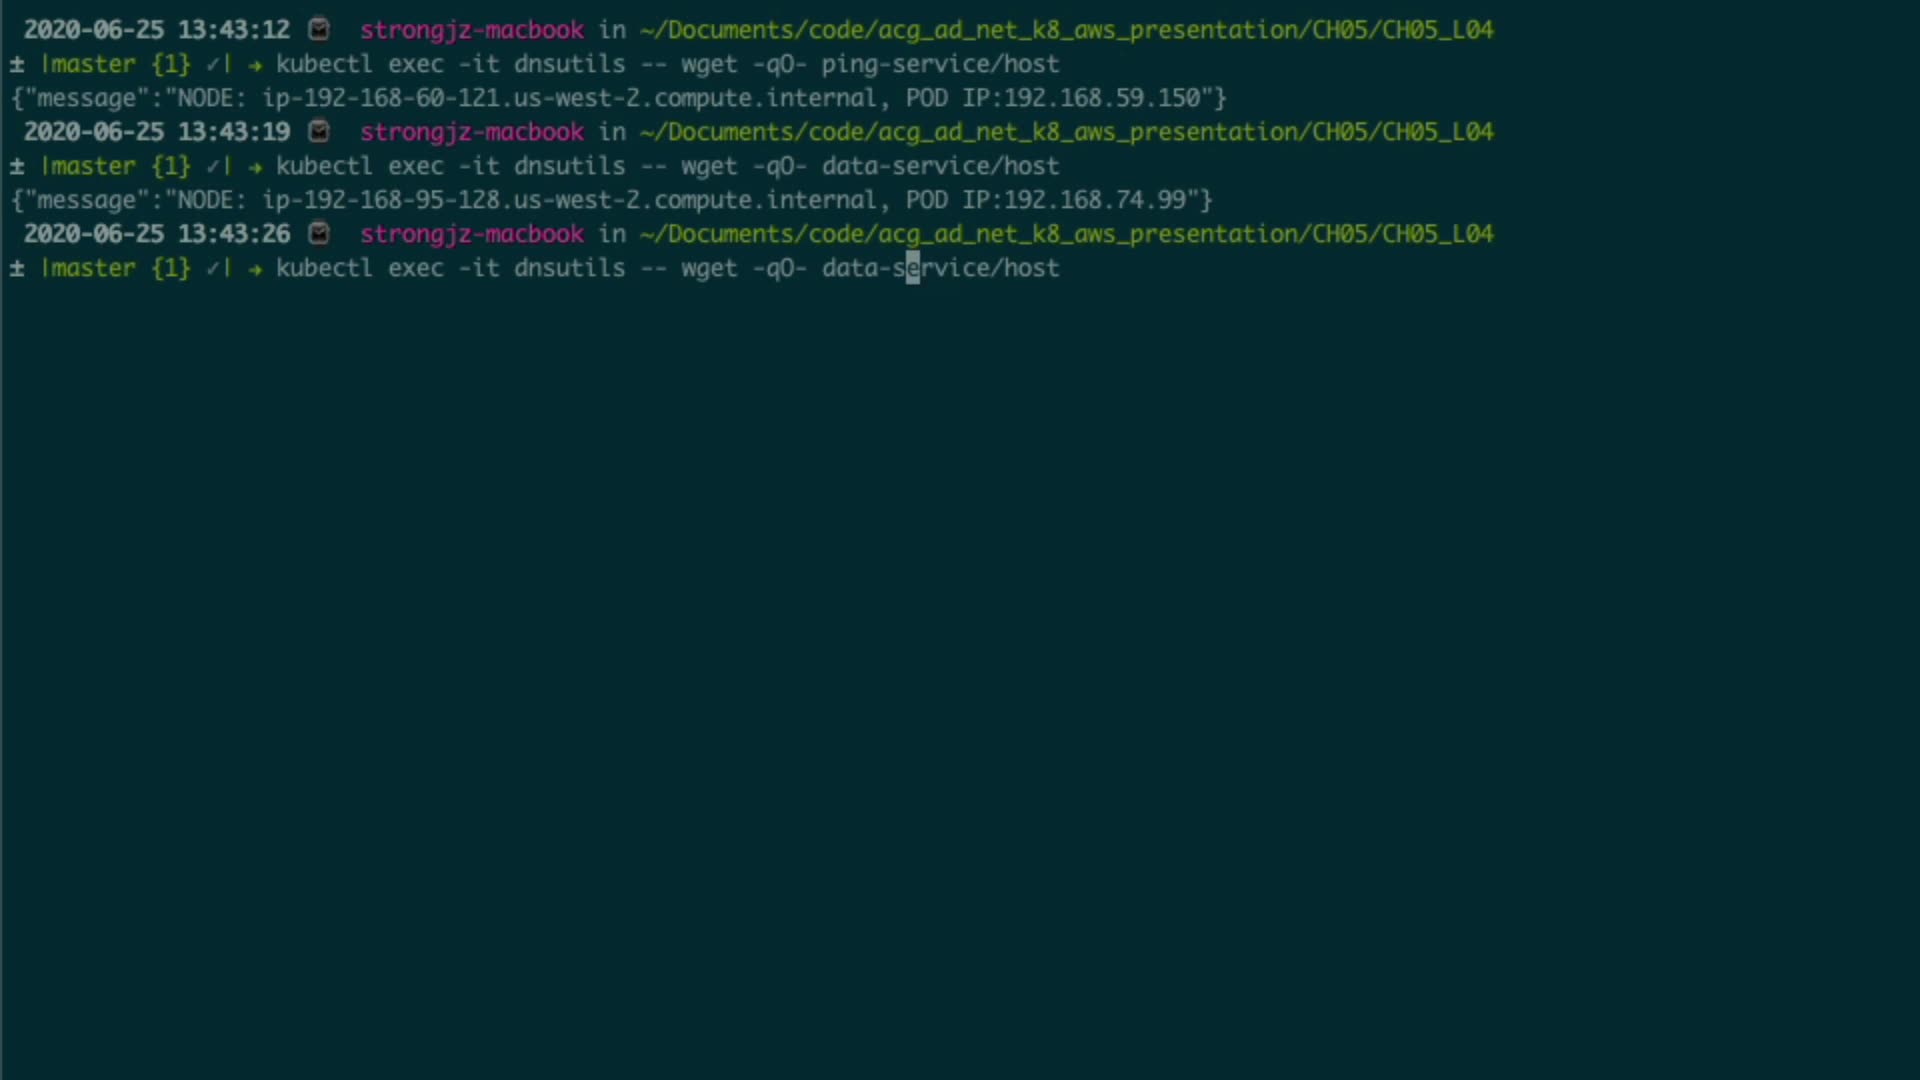 2020-06-25 13:43:12 strongjz-macbook in ~/Documents/code/acg_ad_net_k8_aws_presentation/CH05/CH05_L04
± |master {1} ✓| → kubectl exec -it dnsutils -- wget -qO- ping-service/host
{"message":"NODE: ip-192-168-60-121.us-west-2.compute.internal, POD IP:192.168.59.150"}
2020-06-25 13:43:19 strongjz-macbook in ~/Documents/code/acg_ad_net_k8_aws_presentation/CH05/CH05_L04
± |master {1} ✓| → kubectl exec -it dnsutils -- wget -qO- data-service/host
{"message":"NODE: ip-192-168-95-128.us-west-2.compute.internal, POD IP:192.168.74.99"}
2020-06-25 13:43:26 strongjz-macbook in ~/Documents/code/acg_ad_net_k8_aws_presentation/CH05/CH05_L04
± |master {1} ✓| → kubectl exec -it dnsutils -- wget -qO- data-service/host